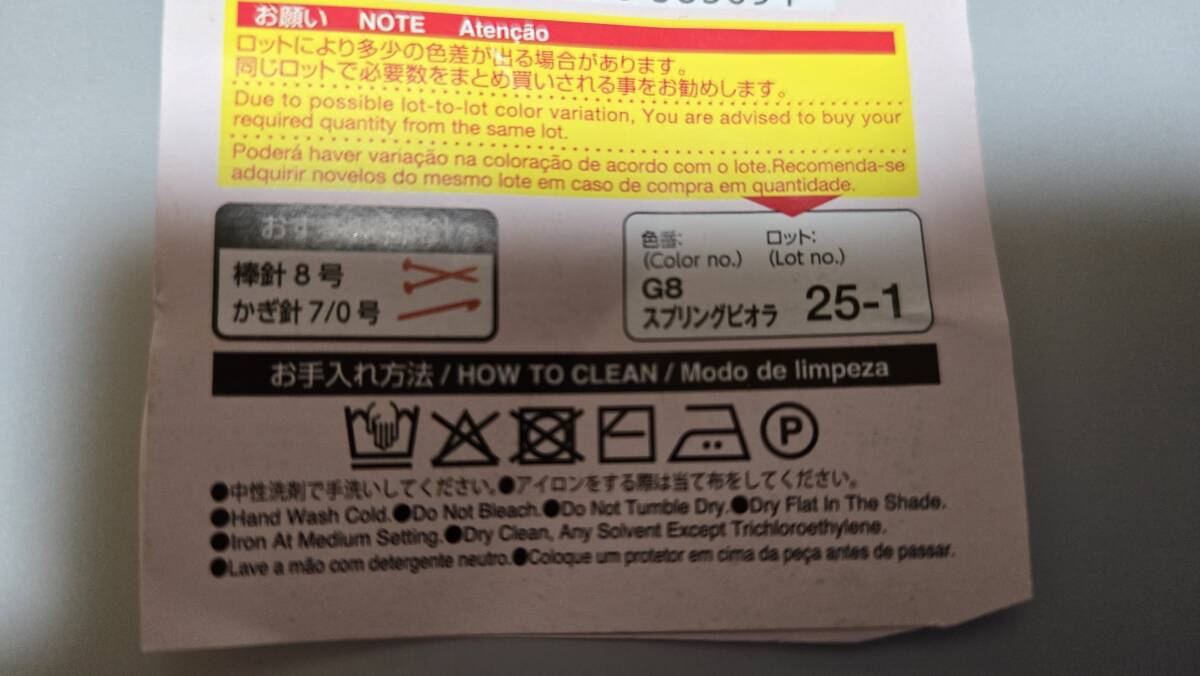 お願い NOTE Atenção
ロットにより多少の色差が出る場合があります。
同じロットで必要数をまとめ買いされる事をお勧めします。
Due to possible lot-to-lot color variation, You are advised to buy your
required quantity from the same lot.
Poderá haver variação na coloração de acordo com o lote.Recomenda-se
adquirir novelos do mesmo lote em caso de compra em quantidade.
棒針 8 号
かぎ針 7/0 号
色番: ロット:
(Color no.) (Lot no.)
G8
スプリングビオラ 25-1
お手入れ方法 / HOW TO CLEAN / Modo de limpeza
P
●中性洗剤で手洗いしてください。●アイロンをする際は当て布をしてください。
●Hand Wash Cold.●Do Not Bleach.●Do Not Tumble Dry.●Dry Flat In The Shade.
●Iron At Medium Setting.●Dry Clean, Any Solvent Except Trichloroethylene.
●Lave a mão com detergente neutro.●Coloque um protetor em cima da peça antes de passar.